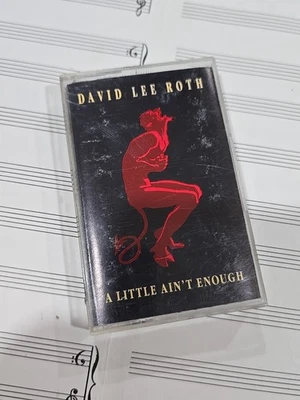 DAVID LEE ROTH
A LITTLE AIN'T ENOUGH